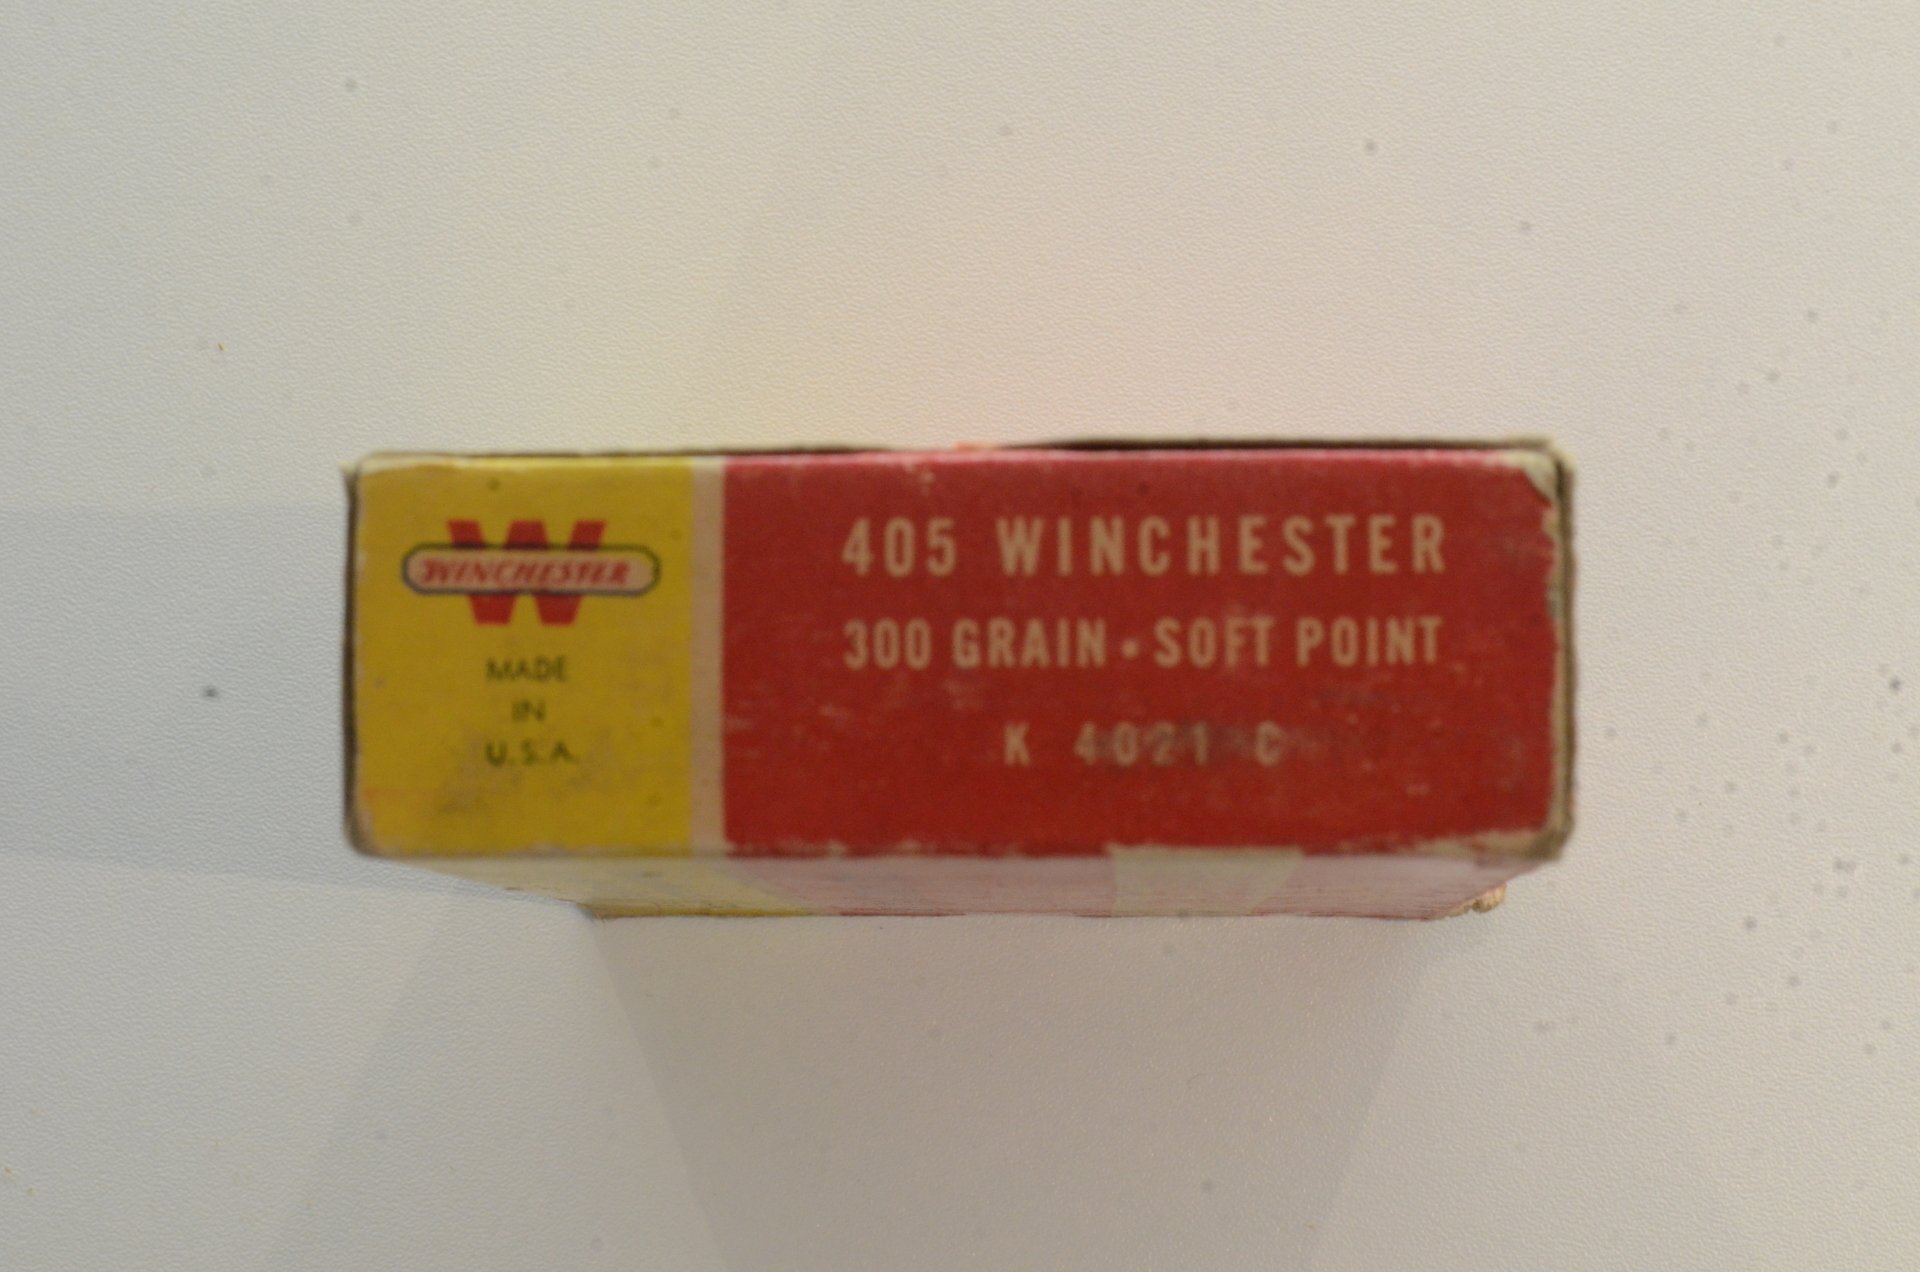 W
WINCHESTER
MADE
IN
U.S.A.
405 WINCHESTER
300 GRAIN • SOFT POINT
K 4021 C